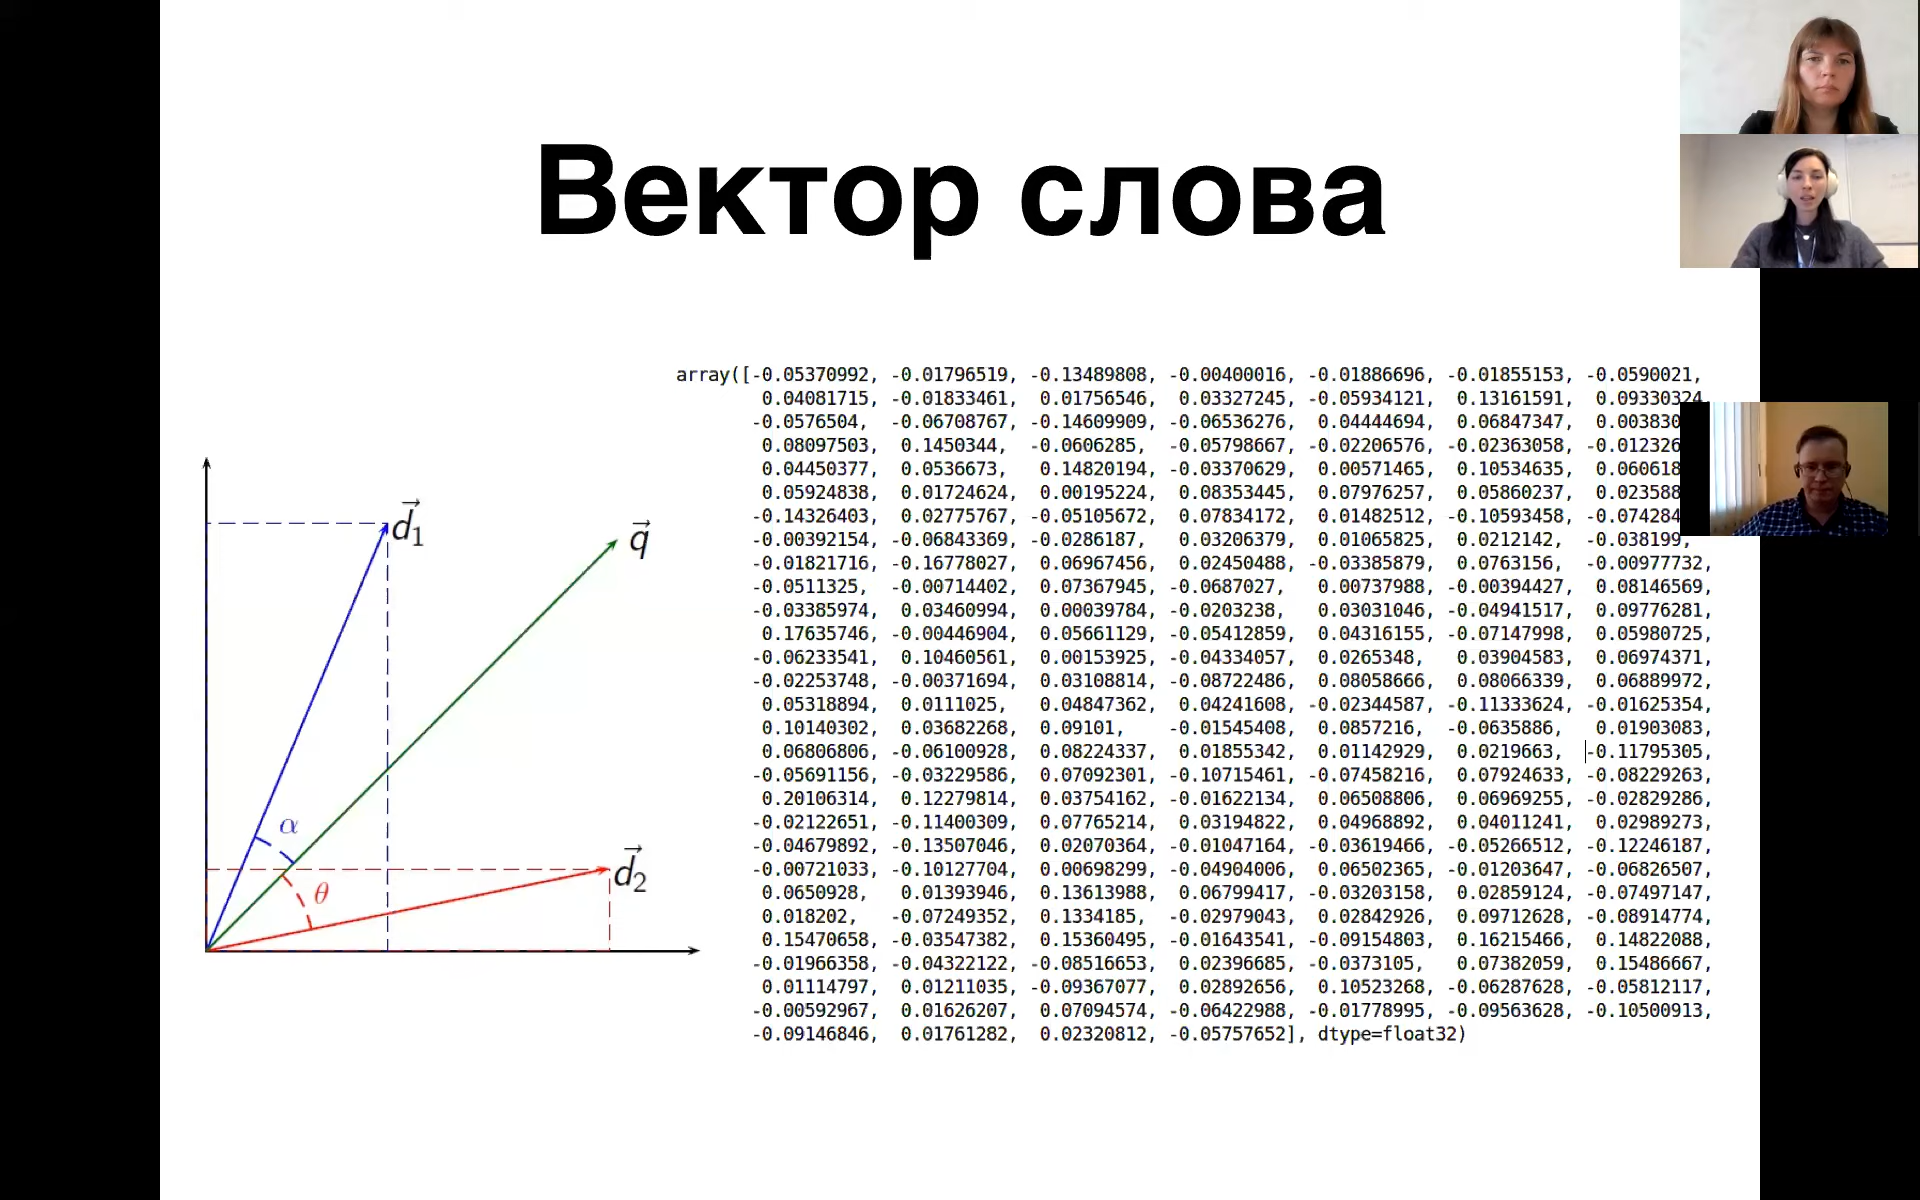 Вектор слова
array([-0.05370992, -0.01796519, -0.13489808, -0.00400016, -0.01886696, -0.01855153, -0.0590021,
0.04081715, -0.01833461, 0.01756546, 0.03327245, -0.05934121, 0.13161591, 0.09330324
-0.0576504, -0.06708767, -0.14609909, -0.06536276, 0.04444694, 0.06847347, 0.003830
0.08097503, 0.1450344, -0.0606285, -0.05798667, -0.02206576, -0.02363058, -0.012326
0.04450377, 0.0536673, 0.14820194, -0.03370629, 0.00571465, 0.10534635, 0.060618
0.05924838, 0.01724624, 0.00195224, 0.08353445, 0.07976257, 0.05860237, 0.023588
-0.14326403, 0.02775767, -0.05105672, 0.07834172, 0.01482512, -0.10593458, -0.074284
-0.00392154, -0.06843369, -0.0286187, 0.03206379, 0.01065825, 0.0212142, -0.038199,
-0.01821716, -0.16778027, 0.06967456, 0.02450488, -0.03385879, 0.0763156, -0.00977732,
-0.0511325, -0.00714402, 0.07367945, -0.0687027, 0.00737988, -0.00394427, 0.08146569,
-0.03385974, 0.03460994, 0.00039784, -0.0203238, 0.03031046, -0.04941517, 0.09776281,
0.17635746, -0.00446904, 0.05661129, -0.05412859, 0.04316155, -0.07147998, 0.05980725,
-0.06233541, 0.10460561, 0.00153925, -0.04334057, 0.0265348, 0.03904583, 0.06974371,
-0.02253748, -0.00371694, 0.03108814, -0.08722486, 0.08058666, 0.08066339, 0.06889972,
0.05318894, 0.0111025, 0.04847362, 0.04241608, -0.02344587, -0.11333624, -0.01625354,
0.10140302, 0.03682268, 0.09101, -0.01545408, 0.0857216, -0.0635886, 0.01903083,
0.06806806, -0.06100928, 0.08224337, 0.01855342, 0.01142929, 0.0219663, -0.11795305,
-0.05691156, -0.03229586, 0.07092301, -0.10715461, -0.07458216, 0.07924633, -0.08229263,
0.20106314, 0.12279814, 0.03754162, -0.01622134, 0.06508806, 0.06969255, -0.02829286,
-0.02122651, -0.11400309, 0.07765214, 0.03194822, 0.04968892, 0.04011241, 0.02989273,
-0.04679892, -0.13507046, 0.02070364, -0.01047164, -0.03619466, -0.05266512, -0.12246187,
-0.00721033, -0.10127704, 0.00698299, -0.04904006, 0.06502365, -0.01203647, -0.06826507,
0.0650928, 0.01393946, 0.13613988, 0.06799417, -0.03203158, 0.02859124, -0.07497147,
0.018202, -0.07249352, 0.1334185, -0.02979043, 0.02842926, 0.09712628, -0.08914774,
0.15470658, -0.03547382, 0.15360495, -0.01643541, -0.09154803, 0.16215466, 0.14822088,
-0.01966358, -0.04322122, -0.08516653, 0.02396685, -0.0373105, 0.07382059, 0.15486667,
0.01114797, 0.01211035, -0.09367077, 0.02892656, 0.10523268, -0.06287628, -0.05812117,
-0.00592967, 0.01626207, 0.07094574, -0.06422988, -0.01778995, -0.09563628, -0.10500913,
-0.09146846, 0.01761282, 0.02320812, -0.05757652], dtype=float32)
d⃗1
q⃗
α
d⃗2
θ